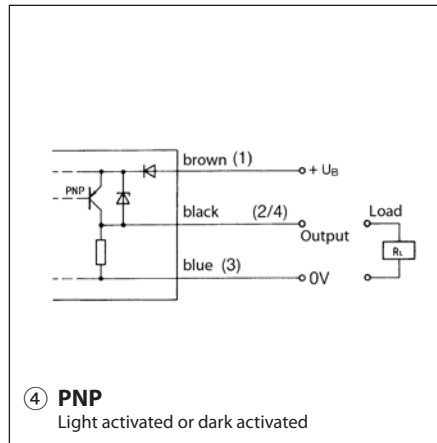 brown (1)
+ UB
PNP
black (2/4)
Load
Output
RL
blue (3)
0V
④ PNP
Light activated or dark activated